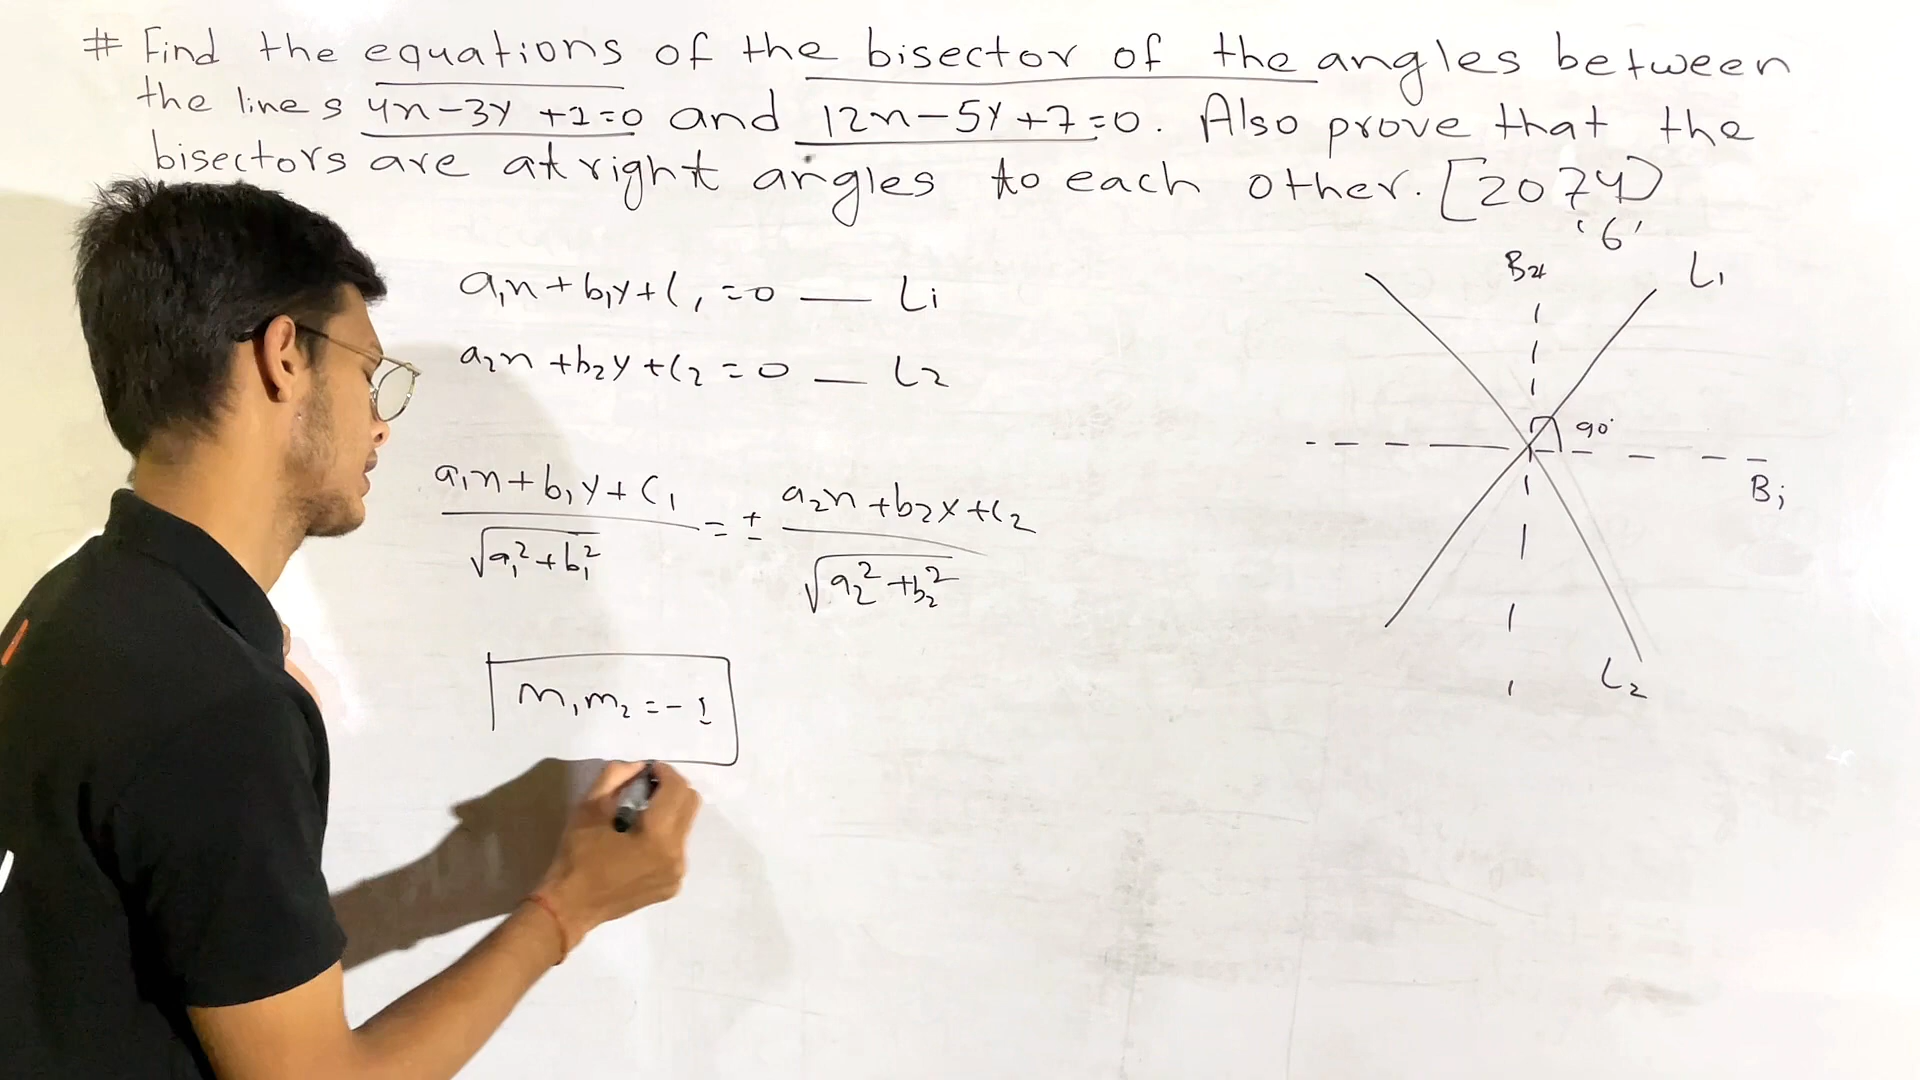 # Find the equations of the bisector of the angles between
the lines 4x-3y+1=0 and 12x-5y+7=0. Also prove that the
bisectors are at right angles to each other. [2074]
'6'
a₁x+b₁y+c₁=0 — L₁
a₂x+b₂y+c₂=0 — L₂
(a₁x+b₁y+c₁)/√(a₁²+b₁²) = ± (a₂x+b₂x+c₂)/√(a₂²+b₂²)
m₁m₂=-1
B₂ L₁
90°
B₁
L₂